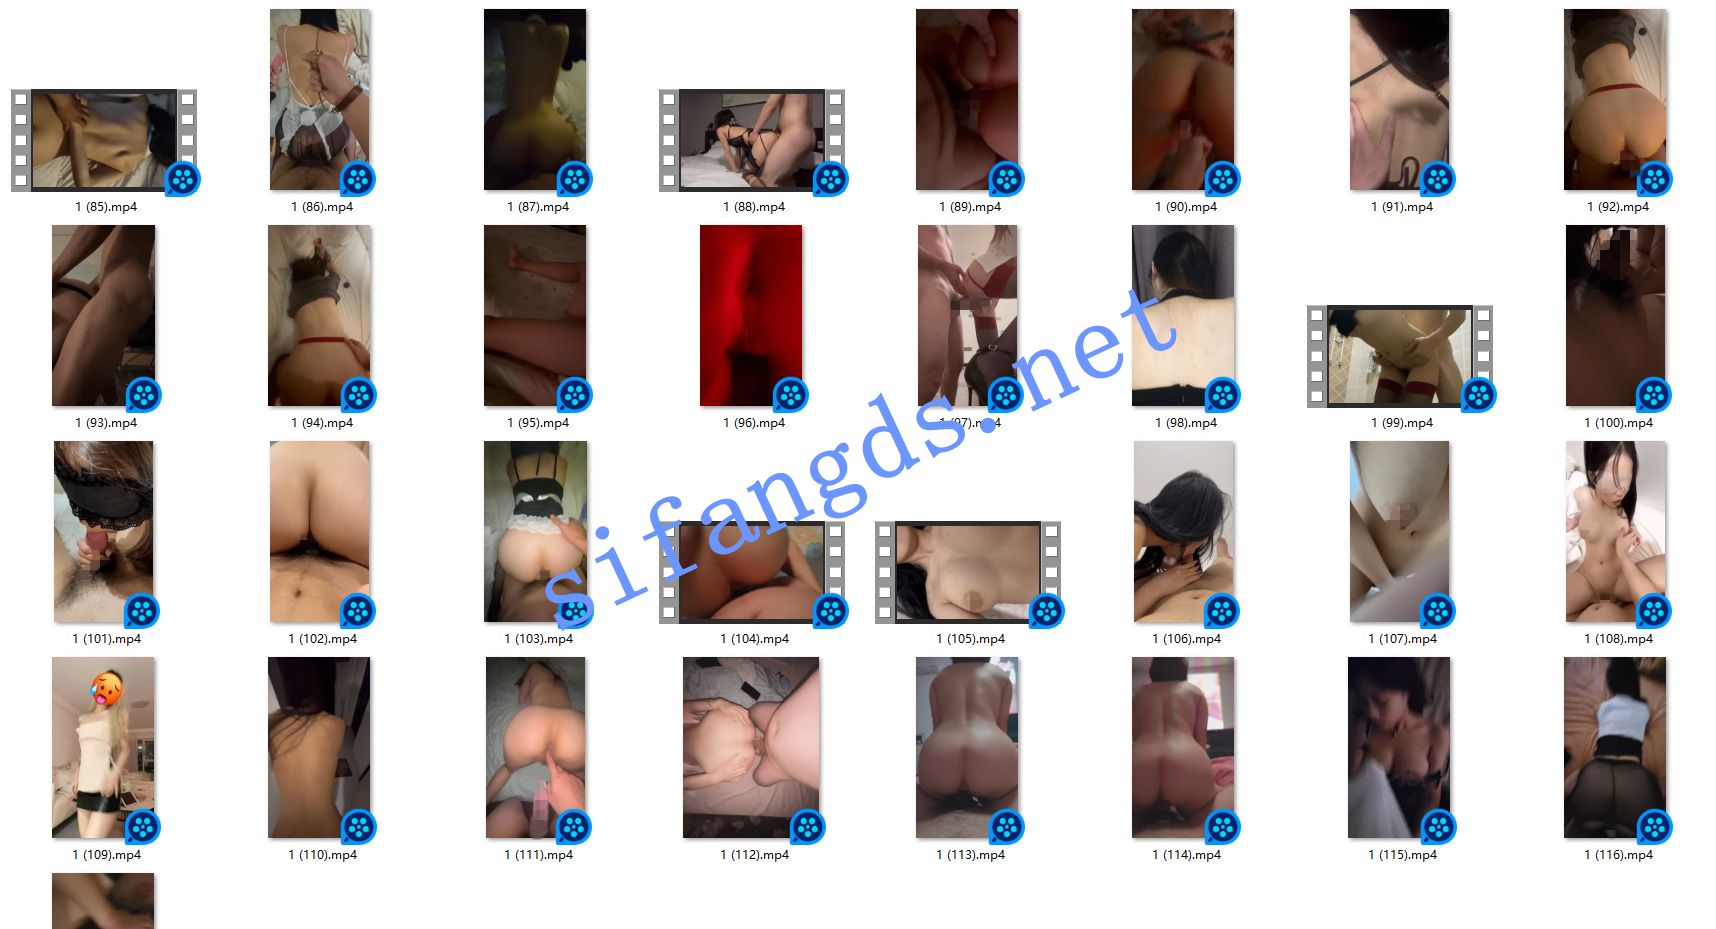 1 (85).mp4
1 (86).mp4
1 (87).mp4
1 (88).mp4
1 (89).mp4
1 (90).mp4
1 (91).mp4
1 (92).mp4
1 (93).mp4
1 (94).mp4
1 (95).mp4
1 (96).mp4
1 (97).mp4
1 (98).mp4
1 (99).mp4
1 (100).mp4
sifangds.net
1 (101).mp4
1 (102).mp4
1 (103).mp4
1 (104).mp4
1 (105).mp4
1 (106).mp4
1 (107).mp4
1 (108).mp4
1 (109).mp4
1 (110).mp4
1 (111).mp4
1 (112).mp4
1 (113).mp4
1 (114).mp4
1 (115).mp4
1 (116).mp4